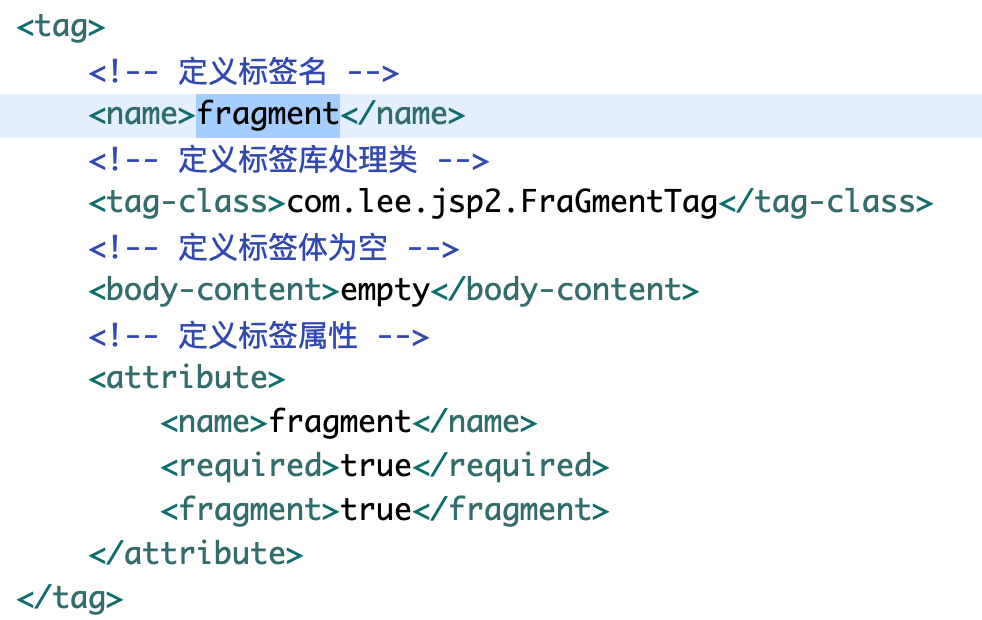 <tag>
    <!-- 定义标签名 -->
    <name>fragment</name>
    <!-- 定义标签库处理类 -->
    <tag-class>com.lee.jsp2.FraGmentTag</tag-class>
    <!-- 定义标签体为空 -->
    <body-content>empty</body-content>
    <!-- 定义标签属性 -->
    <attribute>
        <name>fragment</name>
        <required>true</required>
        <fragment>true</fragment>
    </attribute>
</tag>